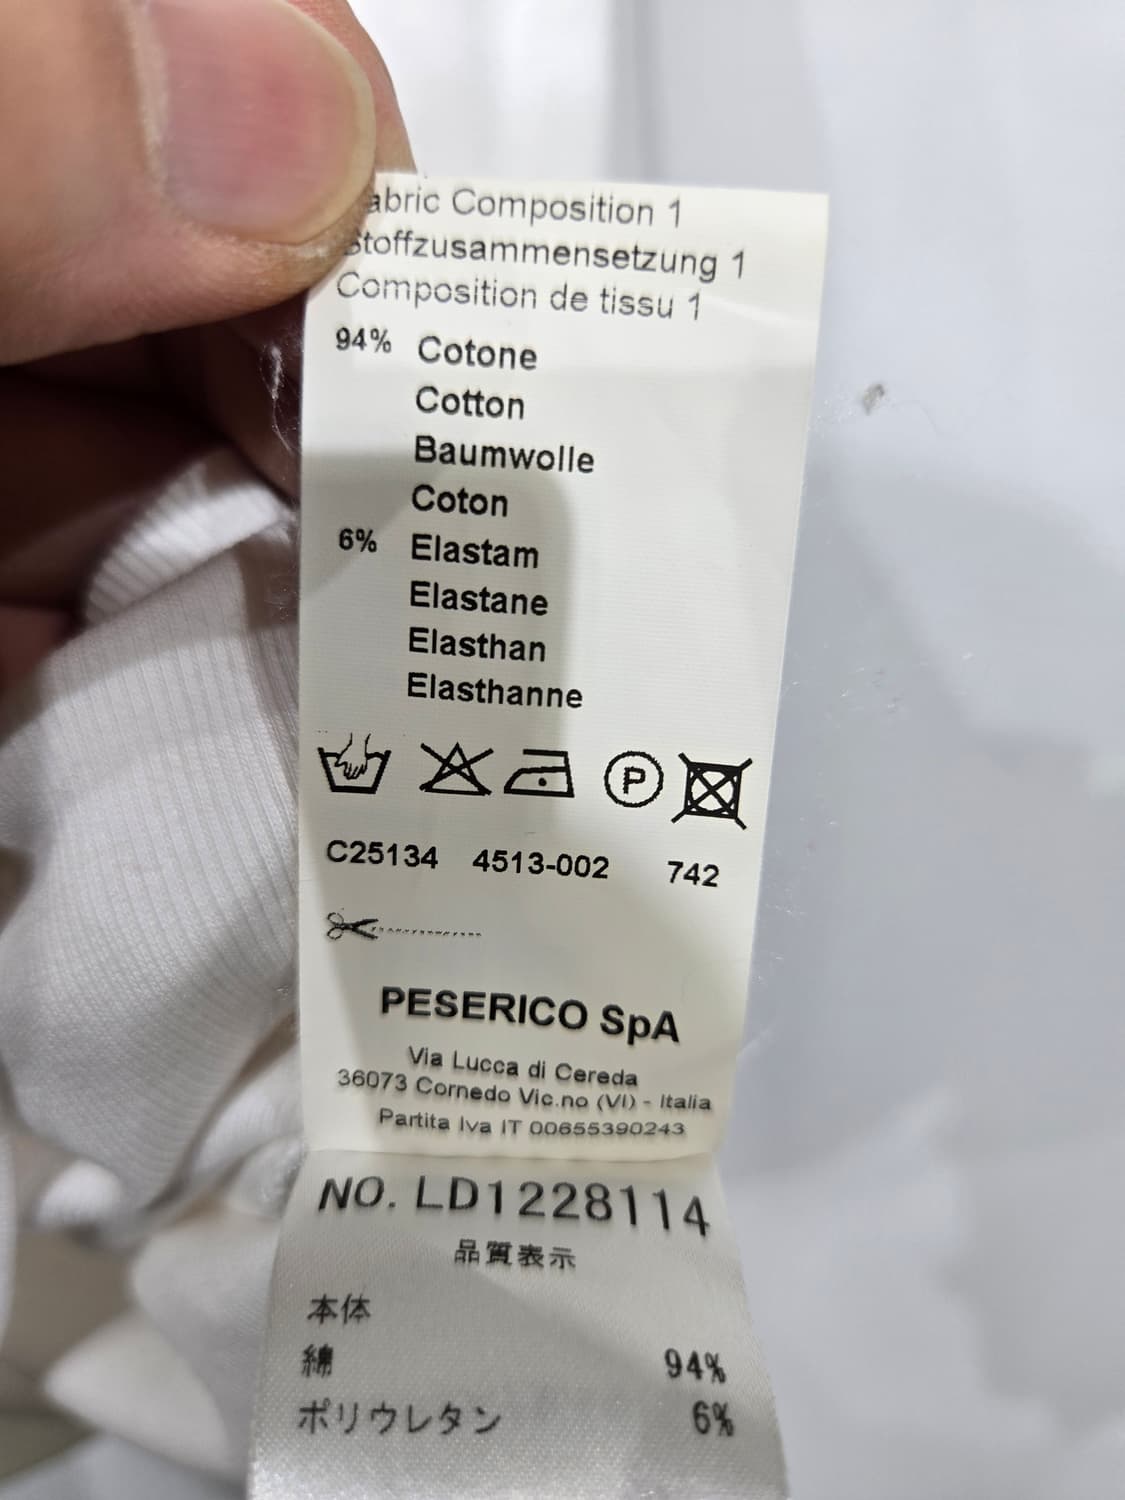 abric Composition 1
Stoffzusammensetzung 1
Composition de tissu 1
94% Cotone
Cotton
Baumwolle
Coton
6% Elastam
Elastane
Elasthan
Elasthanne
P
C25134 4513-002 742
PESERICO SpA
Via Lucca di Cereda
36073 Cornedo Vic.no (VI) - Italia
Partita Iva IT 00655390243
NO. LD1228114
品質表示
本体
綿 94%
ポリウレタン 6%